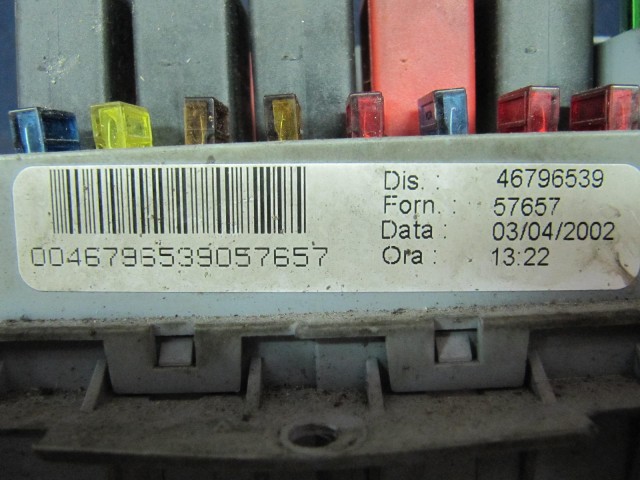 Dis. : 46796539
Forn. : 57657
Data : 03/04/2002
Ora : 13:22
0046796539057657